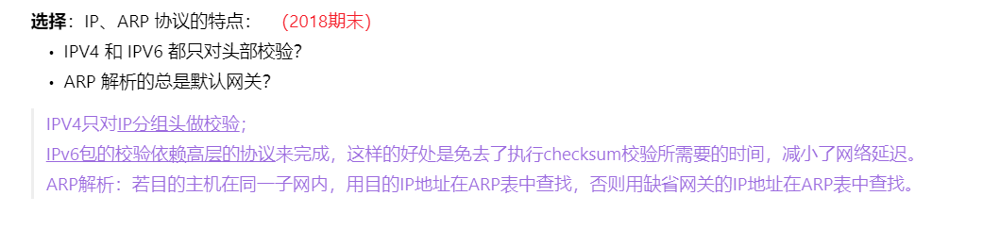 选择：IP、ARP 协议的特点： （2018期末）
• IPV4 和 IPV6 都只对头部校验？
• ARP 解析的总是默认网关？
IPV4只对IP分组头做校验；
IPv6包的校验依赖高层的协议来完成，这样的好处是免去了执行checksum校验所需要的时间，减小了网络延迟。
ARP解析：若目的主机在同一子网内，用目的IP地址在ARP表中查找，否则用缺省网关的IP地址在ARP表中查找。